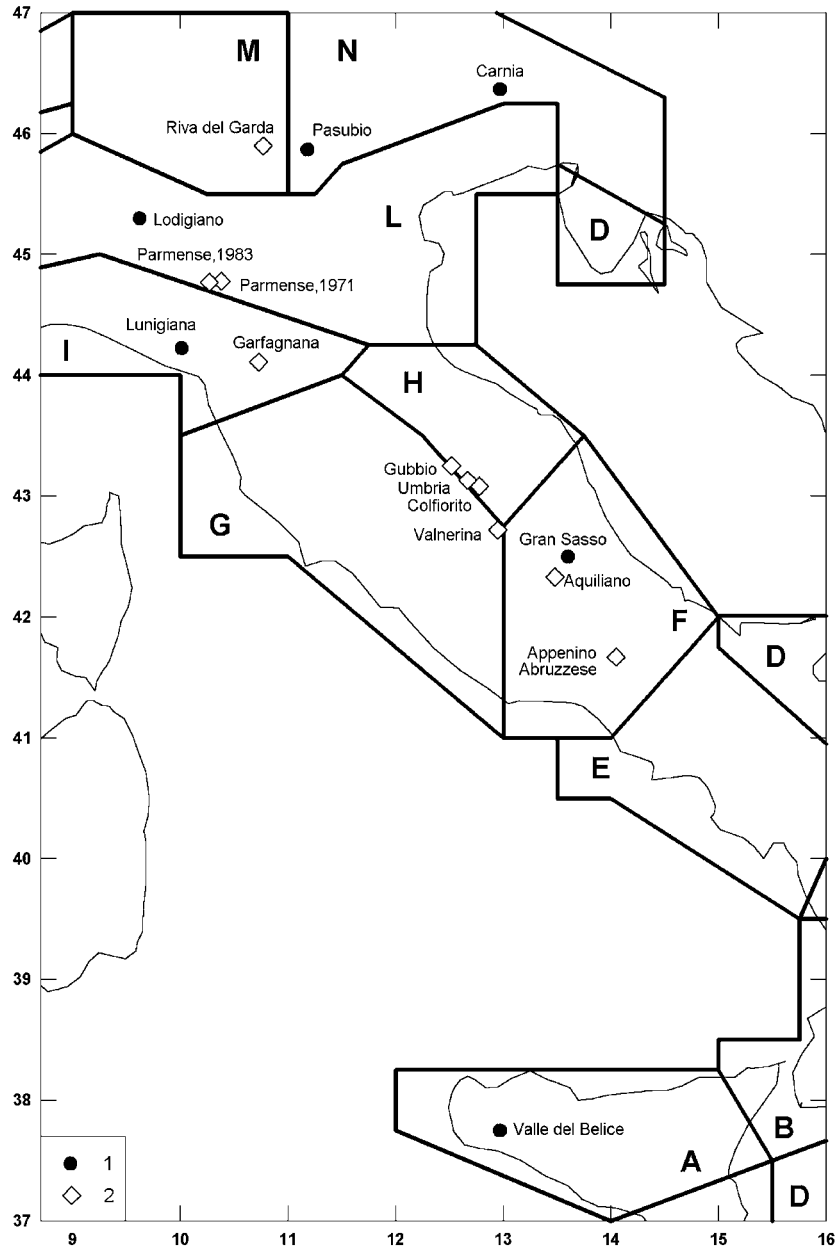 47
M
N
Carnia
46
Riva del Garda
Pasubio
Lodigiano
L
45
D
Parmense,1983
Parmense,1971
Lunigiana
Garfagnana
I
44
H
Gubbio
Umbria
Colfiorito
43
G
Valnerina
Gran Sasso
Aquiliano
42
F
Appenino
Abruzzese
D
41
E
40
39
38
Valle del Belice
B
A
1
2
D
37
9 10 11 12 13 14 15 16